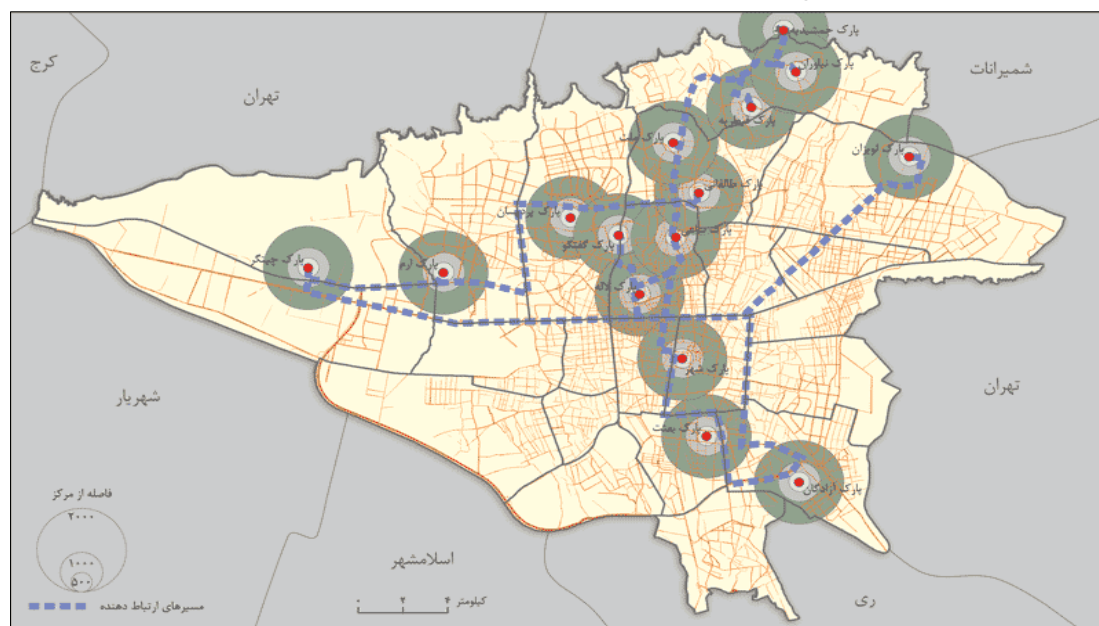 پارک جمشیدیه
کرج
پارک نیاوران
شمیرانات
تهران
پارک قیطریه
پارک ملت
پارک لویزان
پارک طالقانی
پارک پردیسان
پارک ساعی
پارک گفتگو
پارک چیتگر
پارک ارم
پارک لاله
پارک شهر
تهران
شهریار
پارک بعثت
پارک آزادگان
فاصله از مرکز
۲۰۰۰
۱۰۰۰
۵۰۰
اسلامشهر
ری
مسیرهای ارتباط دهنده
۰ ۲ ۴ کیلومتر